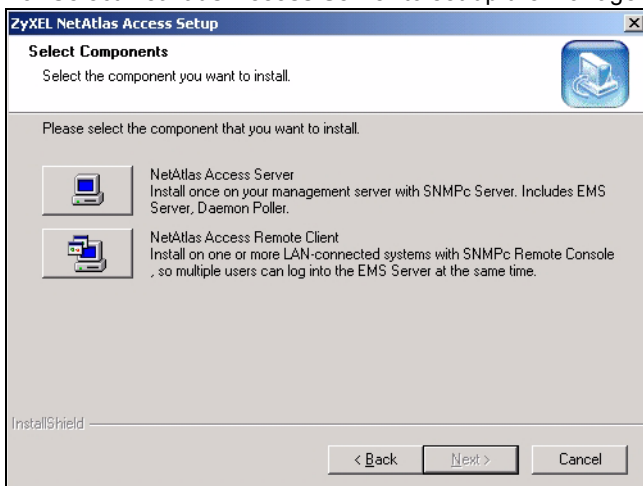 ZyXEL NetAtlas Access Setup
Select Components
Select the component you want to install.
Please select the component that you want to install.
NetAtlas Access Server
Install once on your management server with SNMPc Server. Includes EMS
Server, Daemon Poller.
NetAtlas Access Remote Client
Install on one or more LAN-connected systems with SNMPc Remote Console
, so multiple users can log into the EMS Server at the same time.
InstallShield
< Back
Next >
Cancel